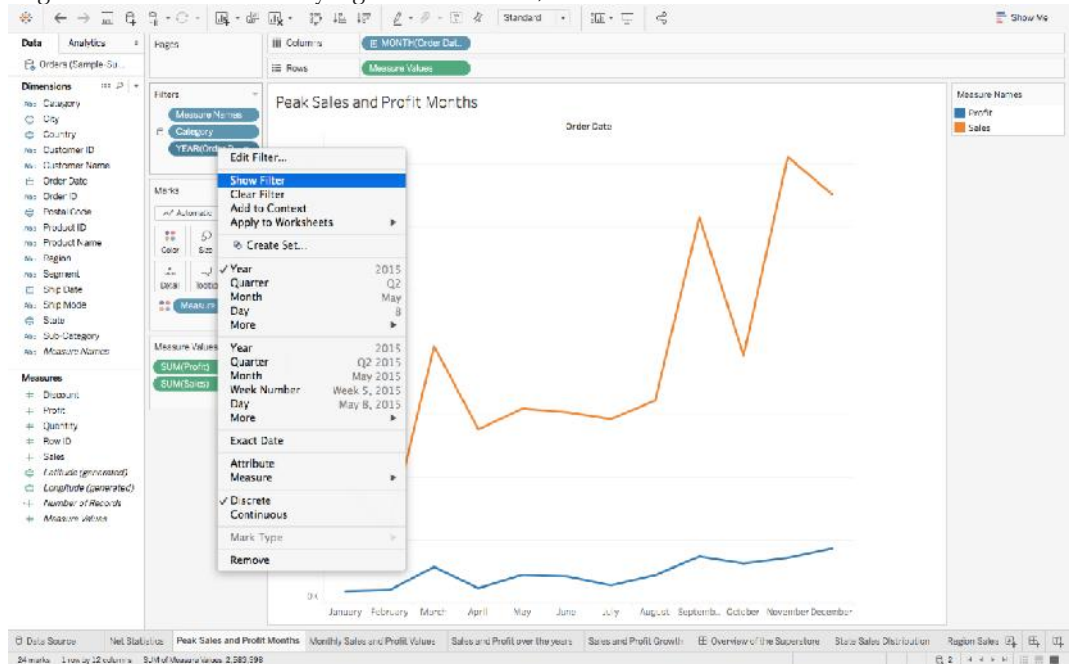 Standard
Show Me
Data
Analytics
Pages
Columns
MONTH(Order Dat..
Orders (Sample-Su...
Rows
Measure Values
Dimensions
Category
City
Country
Customer ID
Customer Name
Order Date
Order ID
Postal Code
Product ID
Product Name
Region
Segment
Ship Date
Ship Mode
State
Sub-Category
Measure Names
Measures
Discount
Profit
Quantity
Row ID
Sales
Latitude (generated)
Longitude (generated)
Number of Records
Measure Values
Filters
Measure Names
Category
Marks
Automatic
Color
Size
Detail
Measure Values
SUM(Profit)
SUM(Sales)
Edit Filter...
Show Filter
Clear Filter
Add to Context
Apply to Worksheets
Create Set...
Year 2015
Quarter Q2
Month May
Day 8
More
Year 2015
Quarter Q2 2015
Month May 2015
Week Number Week 5, 2015
Day May 8, 2015
More
Exact Date
Attribute
Measure
Discrete
Continuous
Mark Type
Remove
Peak Sales and Profit Months
Order Date
0K
January February March April May June July August Septemb.. October November December
Measure Names
Profit
Sales
Data Source Net Statistics Peak Sales and Profit Months Monthly Sales and Profit Values Sales and Profit over the years Sales and Profit Growth Overview of the Superstore State Sales Distribution Region Sales
24 marks 1 row by 12 columns SUM of Measure Values: 2,583,598
2